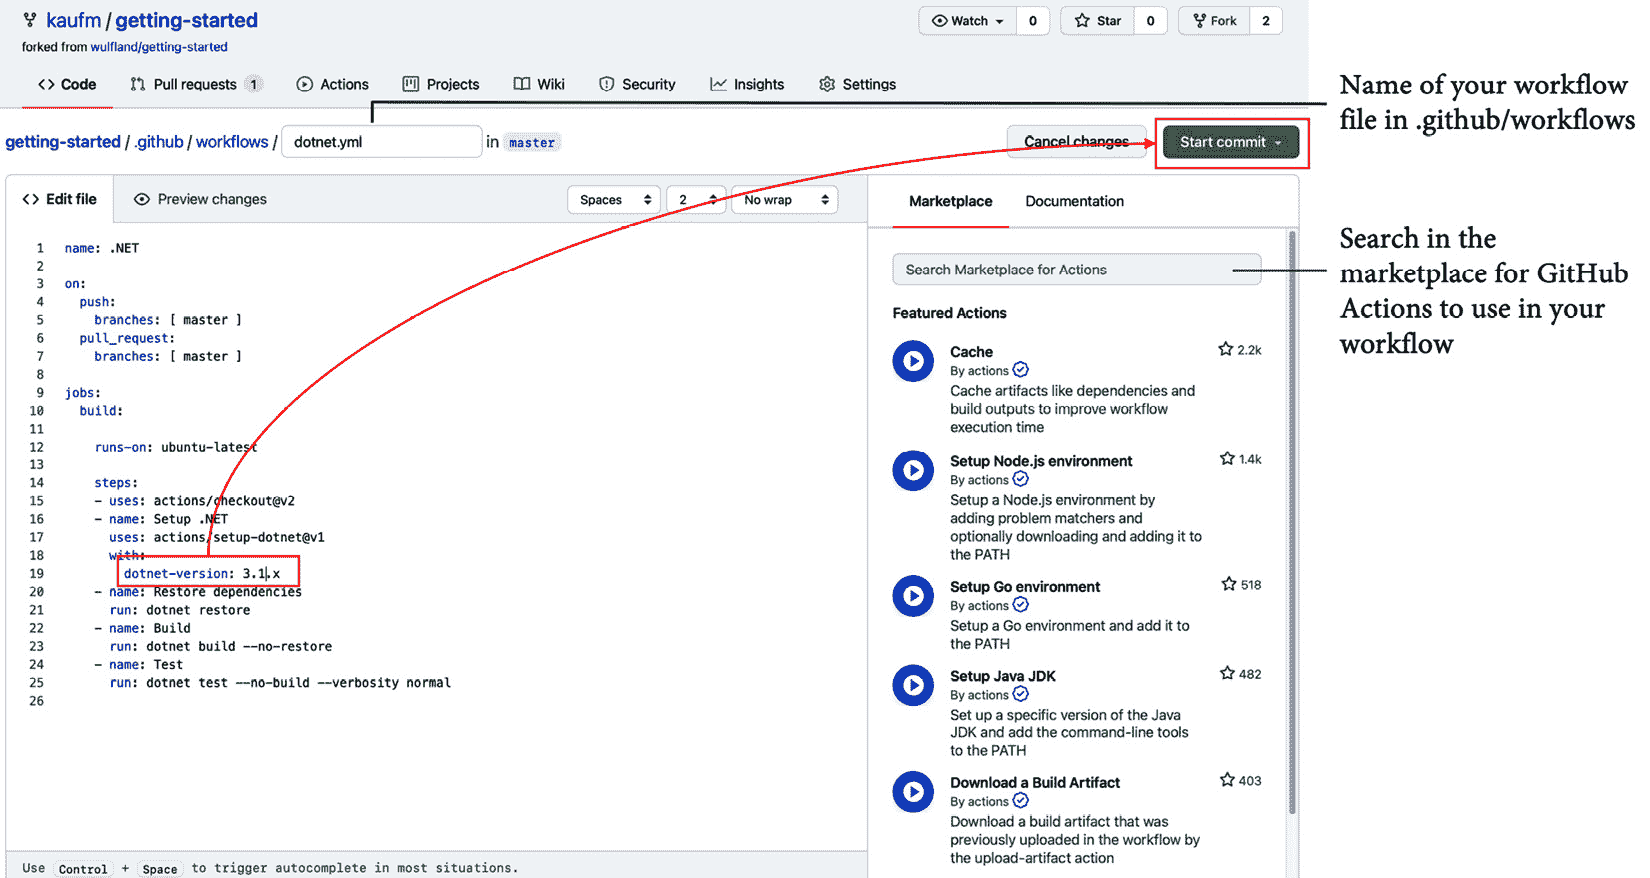 kaufm / getting-started
Watch 0
Star 0
Fork 2
forked from wulfland/getting-started
Code
Pull requests 1
Actions
Projects
Wiki
Security
Insights
Settings
Name of your workflow
file in .github/workflows
getting-started / .github / workflows / dotnet.yml in master
Cancel changes
Start commit
<> Edit file
Preview changes
Spaces
2
No wrap
Marketplace
Documentation
1 name: .NET
2
3 on:
4 push:
5 branches: [ master ]
6 pull_request:
7 branches: [ master ]
8
9 jobs:
10 build:
11
12 runs-on: ubuntu-latest
13
14 steps:
15 - uses: actions/checkout@v2
16 - name: Setup .NET
17 uses: actions/setup-dotnet@v1
18 with:
19 dotnet-version: 3.1.x
20 - name: Restore dependencies
21 run: dotnet restore
22 - name: Build
23 run: dotnet build --no-restore
24 - name: Test
25 run: dotnet test --no-build --verbosity normal
26
Use Control + Space to trigger autocomplete in most situations.
Search Marketplace for Actions
Search in the
marketplace for GitHub
Actions to use in your
workflow
Featured Actions
Cache 2.2k
By actions
Cache artifacts like dependencies and
build outputs to improve workflow
execution time
Setup Node.js environment 1.4k
By actions
Setup a Node.js environment by
adding problem matchers and
optionally downloading and adding it to
the PATH
Setup Go environment 518
By actions
Setup a Go environment and add it to
the PATH
Setup Java JDK 482
By actions
Set up a specific version of the Java
JDK and add the command-line tools
to the PATH
Download a Build Artifact 403
By actions
Download a build artifact that was
previously uploaded in the workflow by
the upload-artifact action